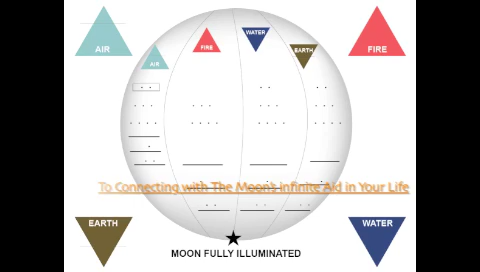 AIR
FIRE
AIR
FIRE
WATER
EARTH
To Connecting with The Moon's infinite Aid in Your Life
EARTH
WATER
MOON FULLY ILLUMINATED